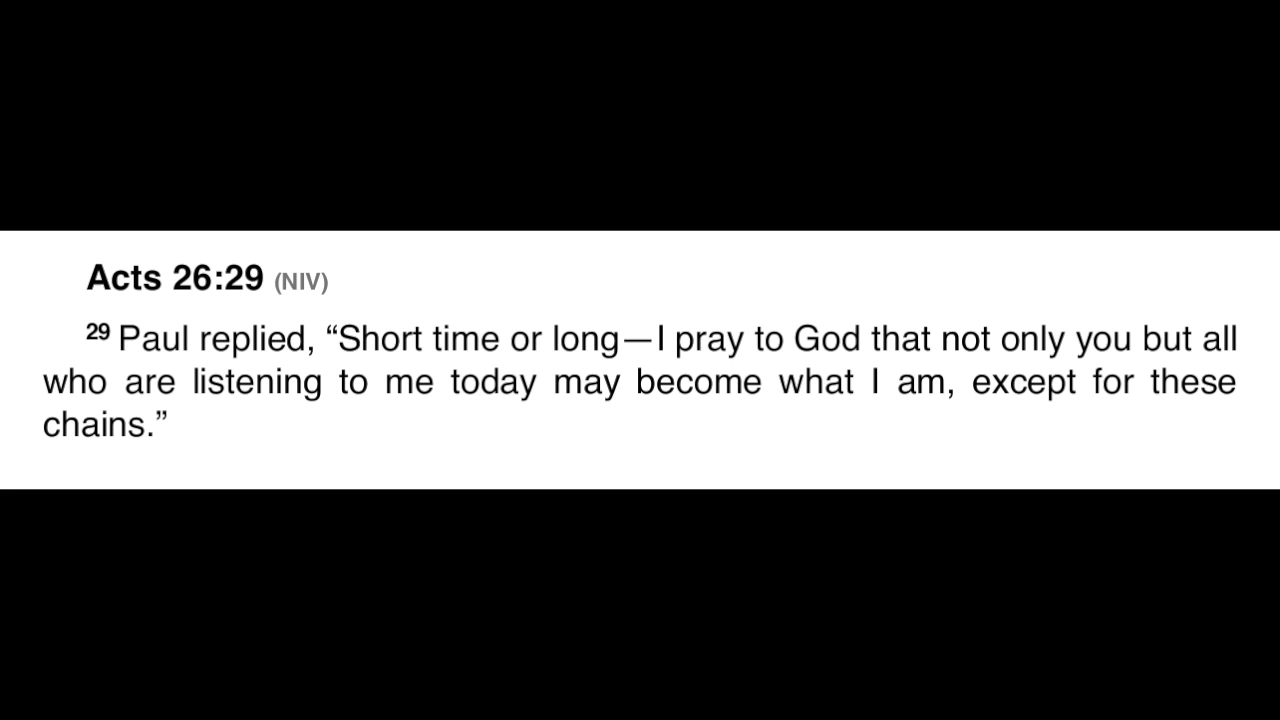 Acts 26:29 (NIV)
29 Paul replied, “Short time or long—I pray to God that not only you but all
who are listening to me today may become what I am, except for these
chains.”